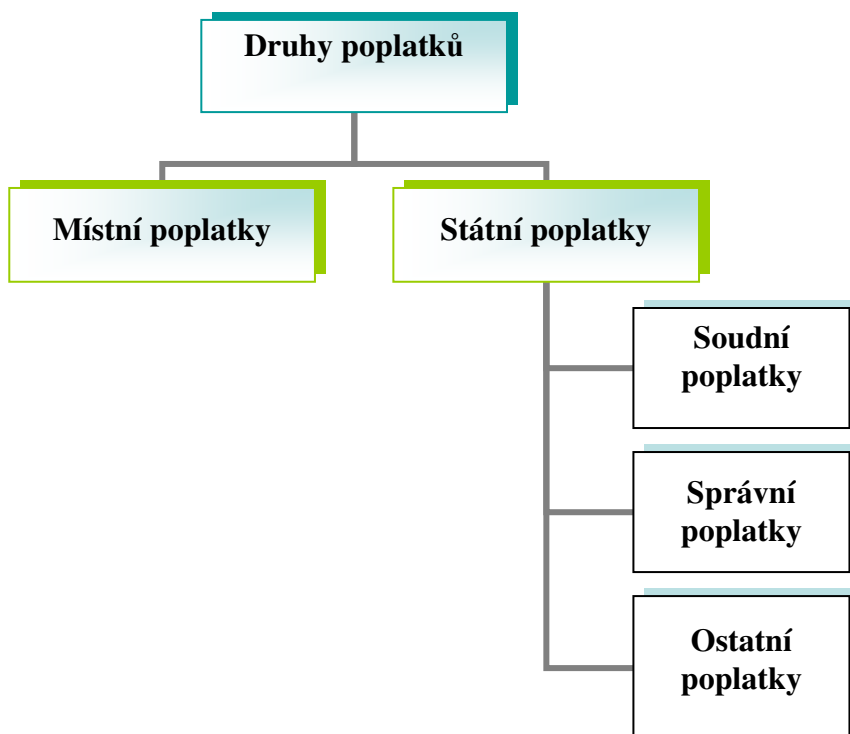 Druhy poplatků
Místní poplatky
Státní poplatky
Soudní
poplatky
Správní
poplatky
Ostatní
poplatky